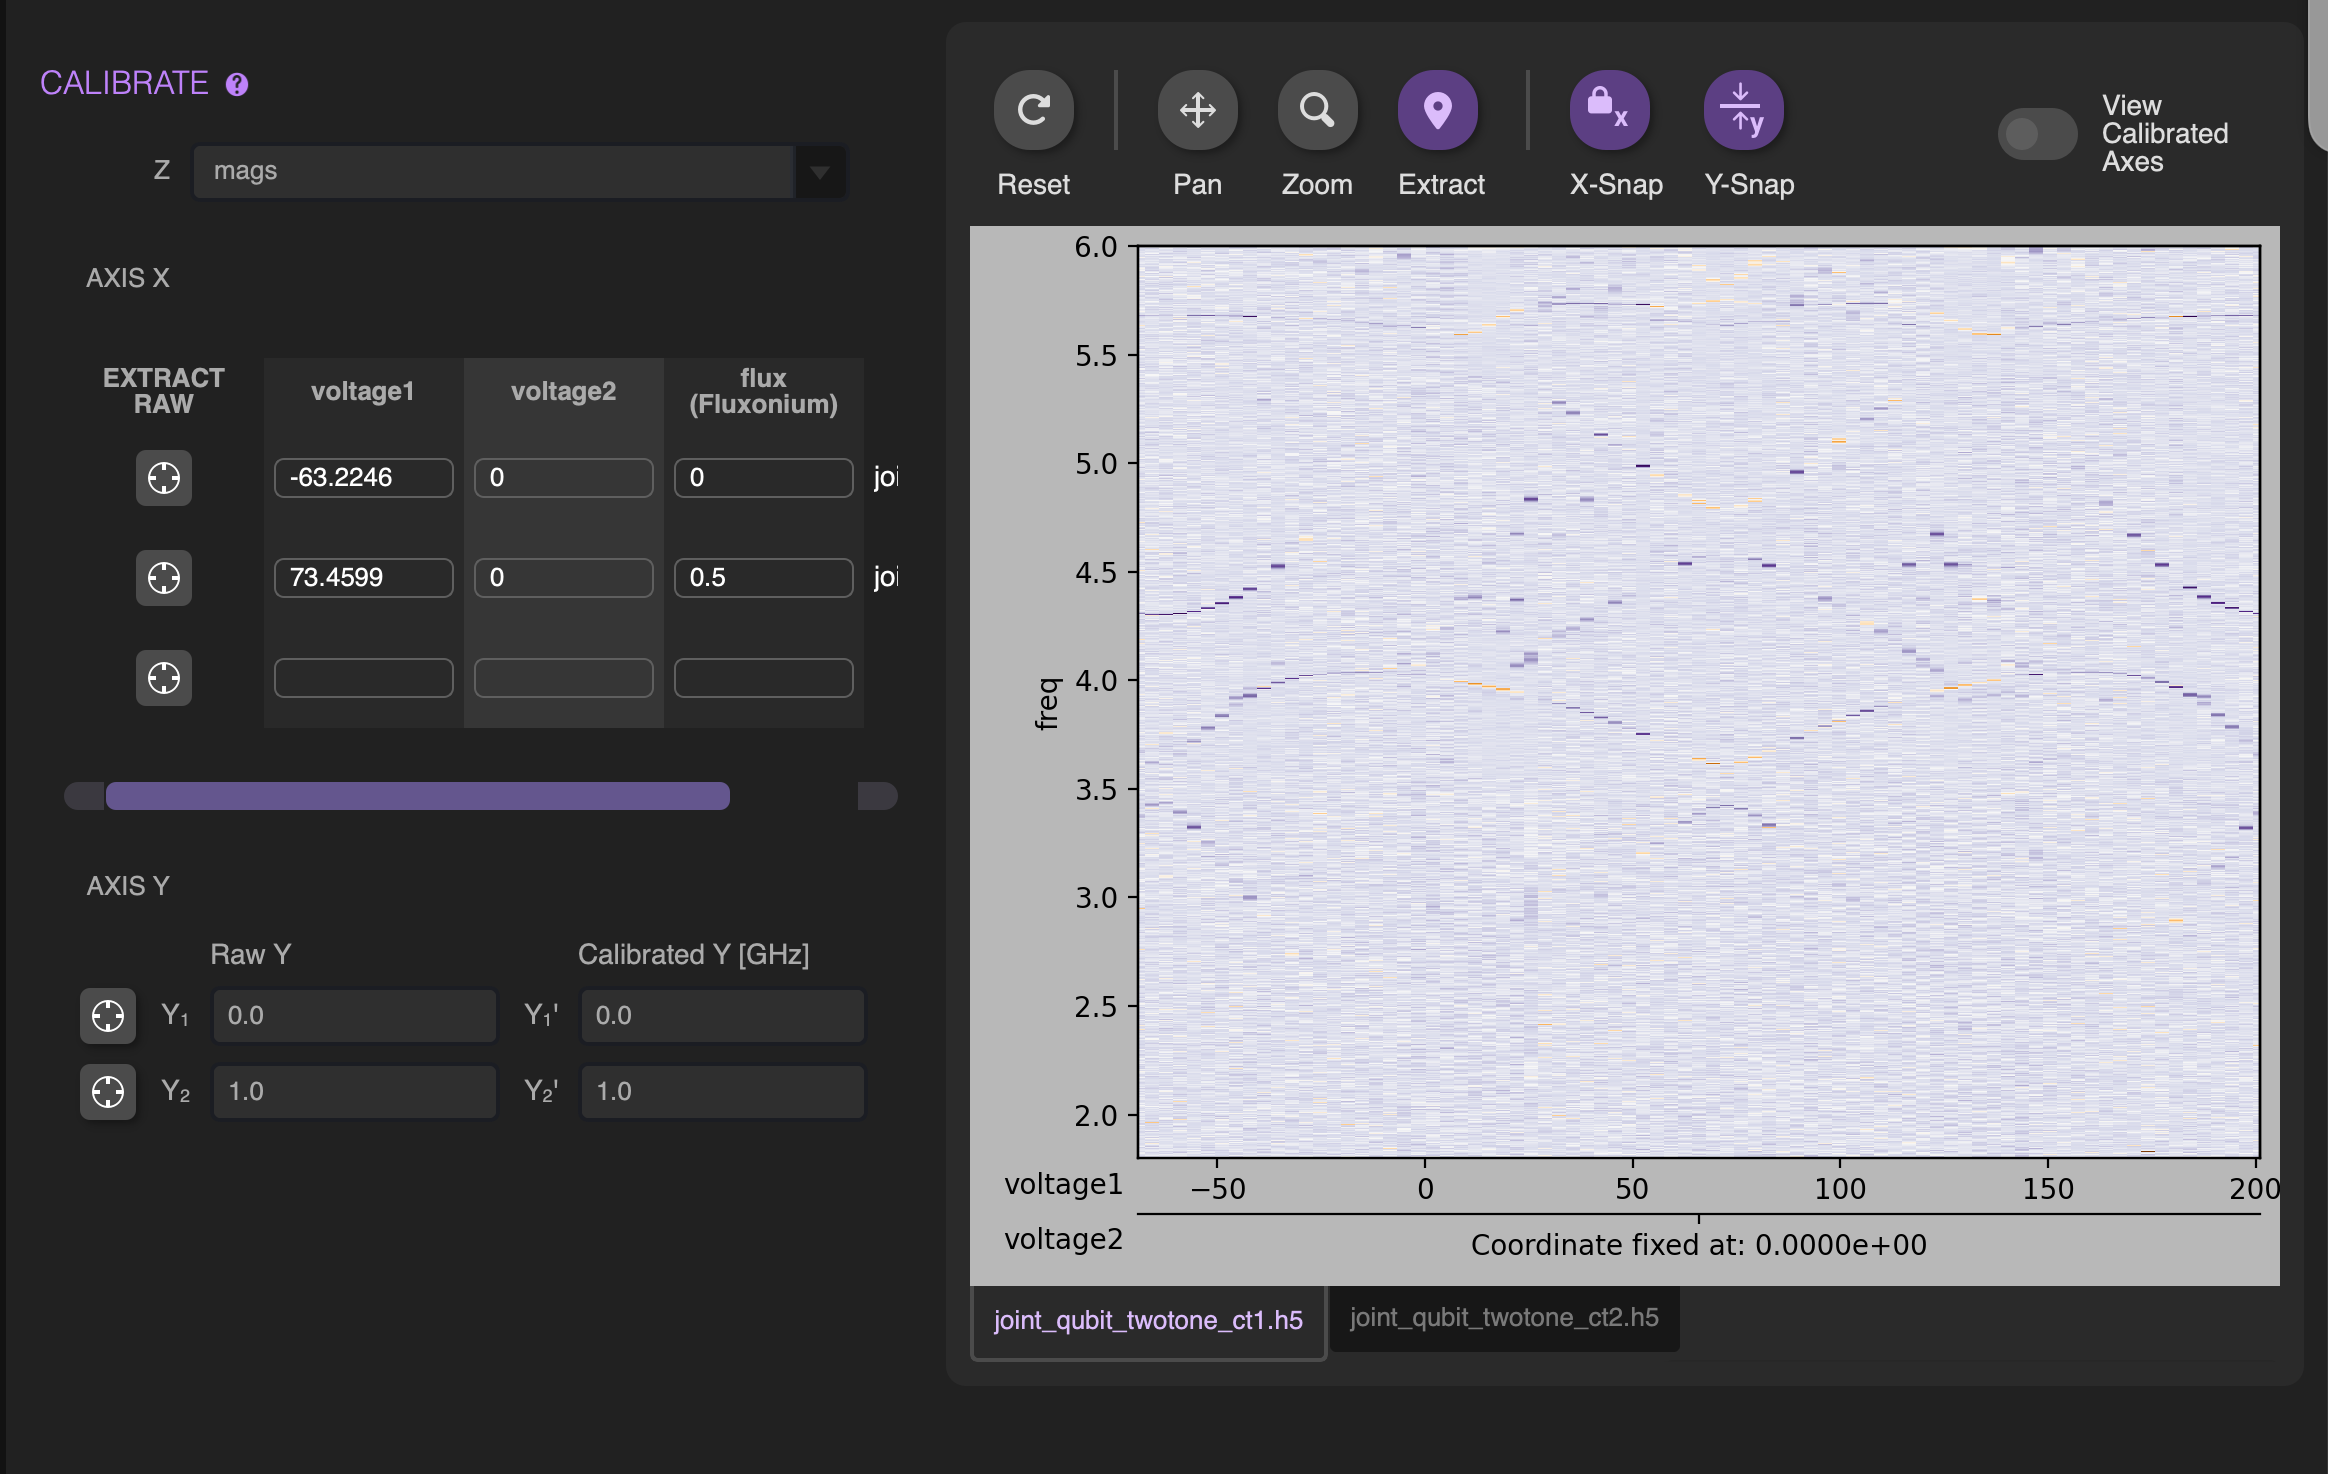 CALIBRATE ?
Z mags
AXIS X
EXTRACT RAW voltage1 voltage2 flux (Fluxonium)
-63.2246 0 0 joi
73.4599 0 0.5 joi
AXIS Y
Raw Y Calibrated Y [GHz]
Y1 0.0 Y1' 0.0
Y2 1.0 Y2' 1.0
Reset Pan Zoom Extract X-Snap Y-Snap
x y
View
Calibrated
Axes
6.0
5.5
5.0
4.5
4.0
3.5
3.0
2.5
2.0
freq
voltage1 −50 0 50 100 150 200
voltage2 Coordinate fixed at: 0.0000e+00
joint_qubit_twotone_ct1.h5 joint_qubit_twotone_ct2.h5